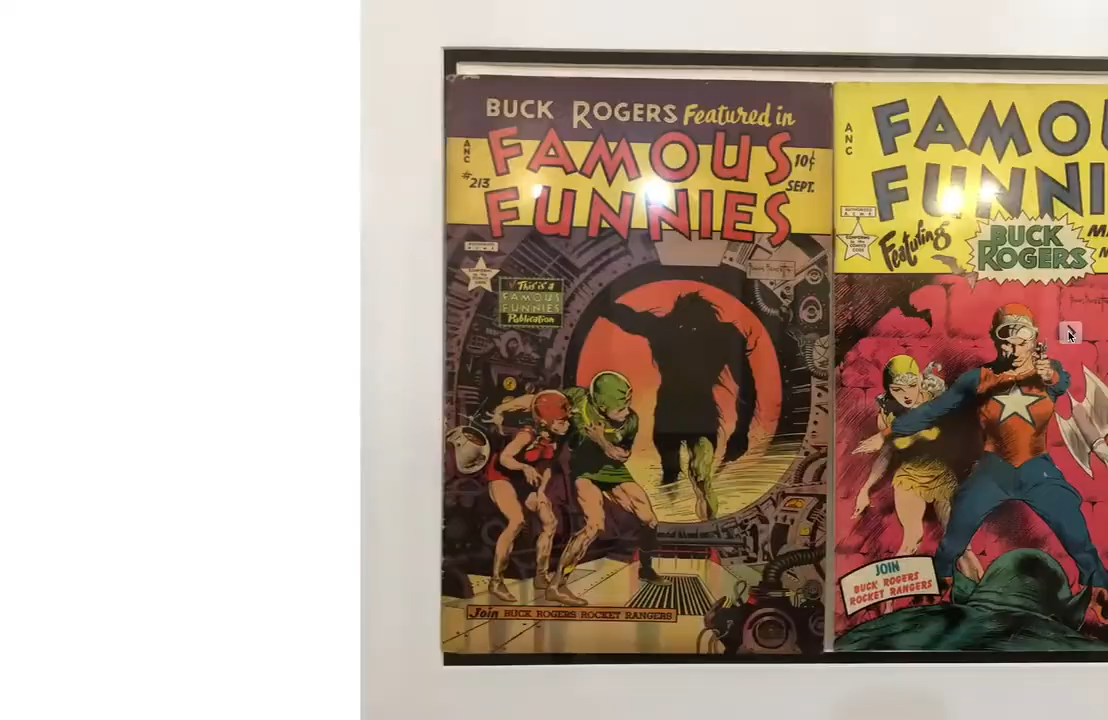 BUCK ROGERS Featured in
ANC
FAMOUS
10¢
#213
SEPT.
FUNNIES
This is a
FAMOUS
FUNNIES
Publication
Join BUCK ROGERS ROCKET RANGERS
ANC
FAMOU
FUNNI
Featuring
BUCK
ROGERS
JOIN
BUCK ROGERS
ROCKET RANGERS